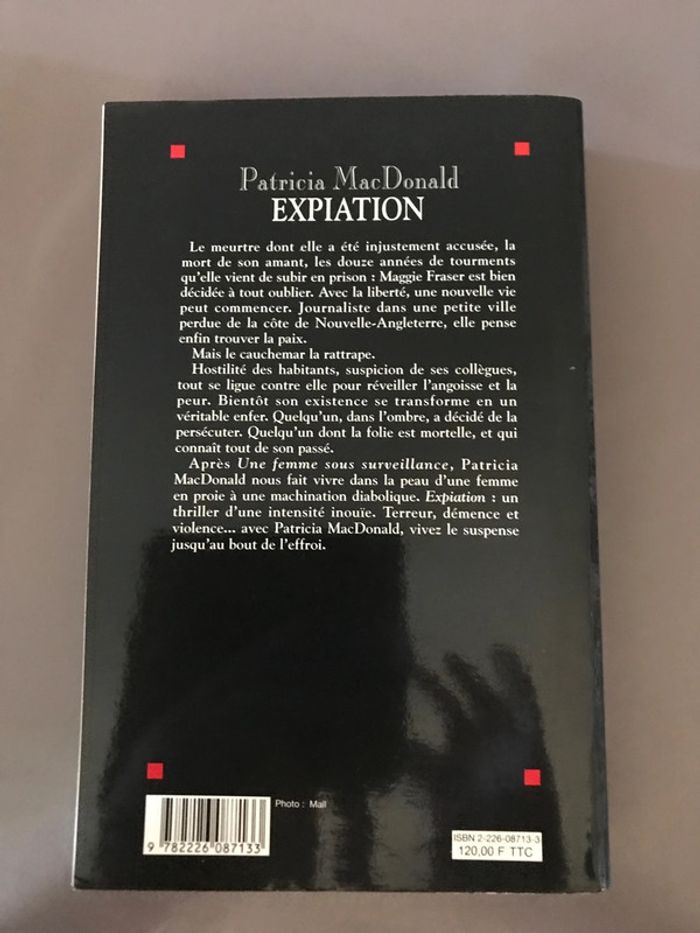 Patricia MacDonald
EXPIATION
Le meurtre dont elle a été injustement accusée, la
mort de son amant, les douze années de tourments
qu'elle vient de subir en prison : Maggie Fraser est bien
décidée à tout oublier. Avec la liberté, une nouvelle vie
peut commencer. Journaliste dans une petite ville
perdue de la côte de Nouvelle-Angleterre, elle pense
enfin trouver la paix.
Mais le cauchemar la rattrape.
Hostilité des habitants, suspicion de ses collègues,
tout se ligue contre elle pour réveiller l'angoisse et la
peur. Bientôt son existence se transforme en un
véritable enfer. Quelqu'un, dans l'ombre, a décidé de la
persécuter. Quelqu'un dont la folie est mortelle, et qui
connaît tout de son passé.
Après Une femme sous surveillance, Patricia
MacDonald nous fait vivre dans la peau d'une femme
en proie à une machination diabolique. Expiation : un
thriller d'une intensité inouïe. Terreur, démence et
violence... avec Patricia MacDonald, vivez le suspense
jusqu'au bout de l'effroi.
Photo : Mall
9 782226 087133
ISBN 2-226-08713-3
120,00 F TTC